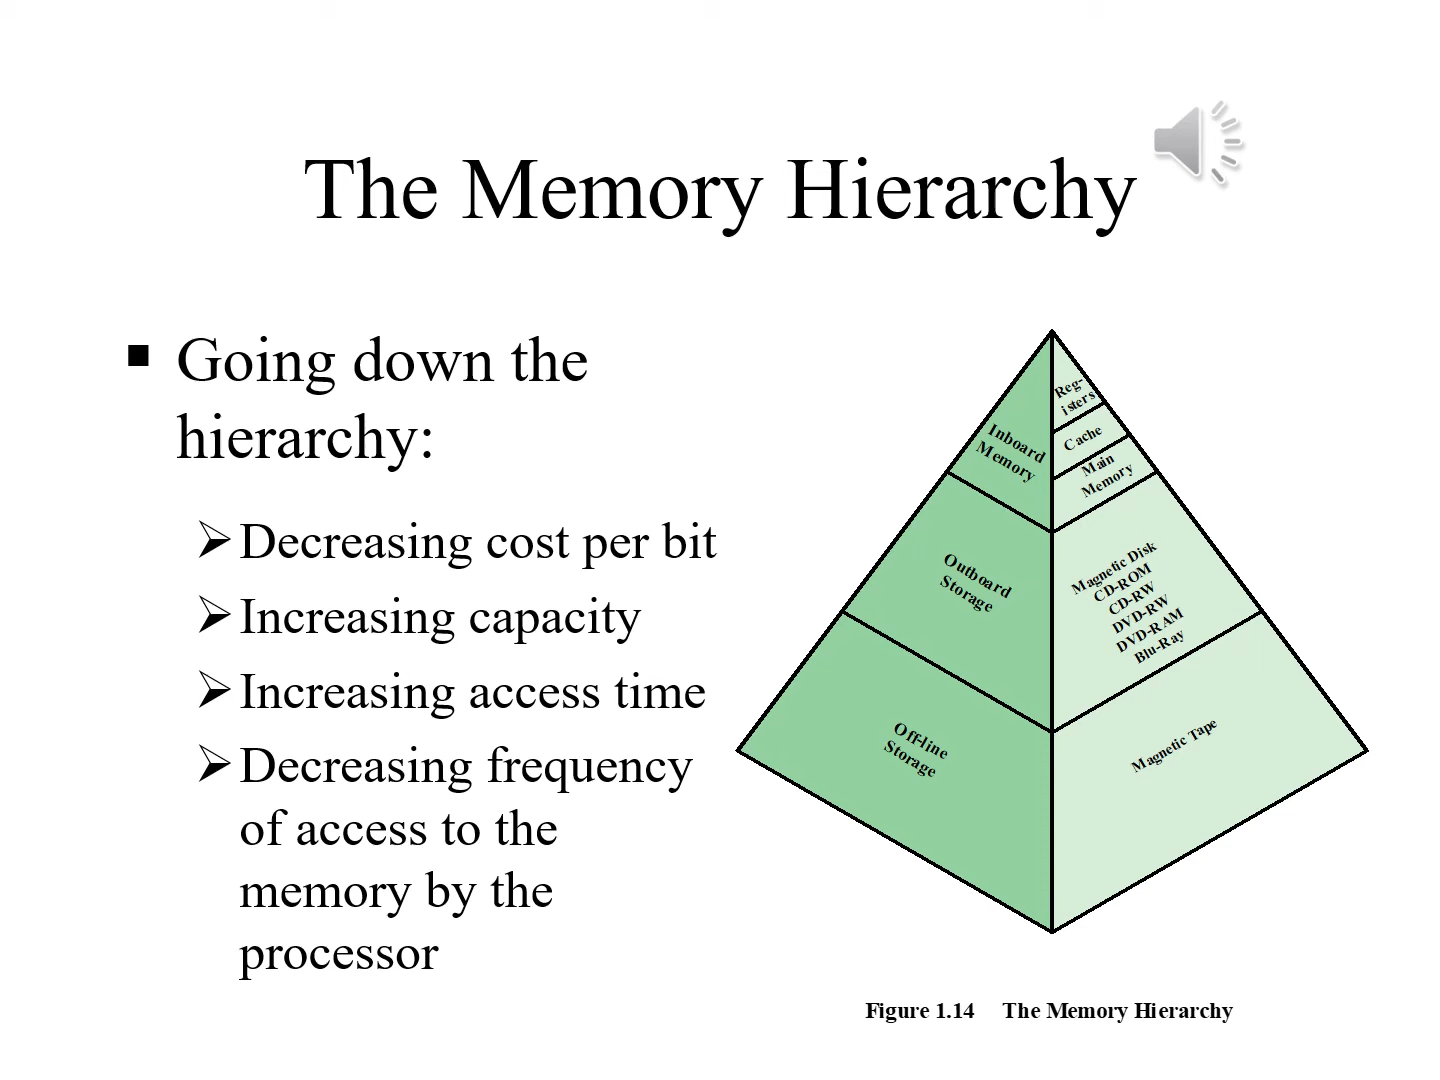 The Memory Hierarchy
▪ Going down the
hierarchy:
➢ Decreasing cost per bit
➢ Increasing capacity
➢ Increasing access time
➢ Decreasing frequency
of access to the
memory by the
processor
Reg-
isters
Cache
Main
Memory
Inboard
Memory
Magnetic Disk
CD-ROM
CD-RW
DVD-RW
DVD-RAM
Blu-Ray
Outboard
Storage
Magnetic Tape
Off-line
Storage
Figure 1.14 The Memory Hierarchy